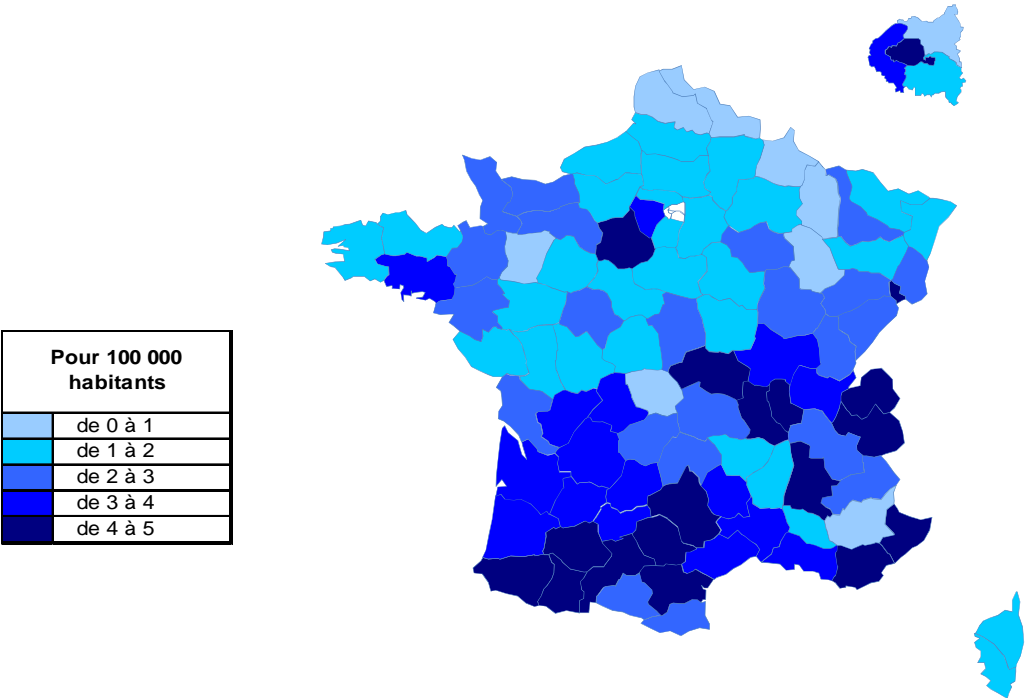 Pour 100 000
habitants
de 0 à 1
de 1 à 2
de 2 à 3
de 3 à 4
de 4 à 5